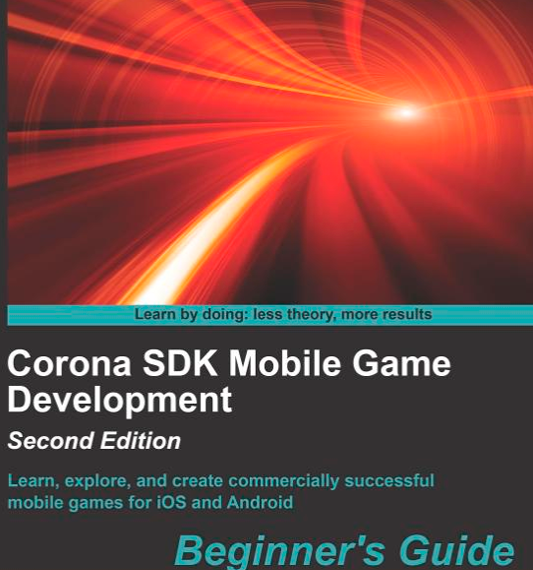 Learn by doing: less theory, more results
Corona SDK Mobile Game
Development
Second Edition
Learn, explore, and create commercially successful
mobile games for iOS and Android
Beginner's Guide